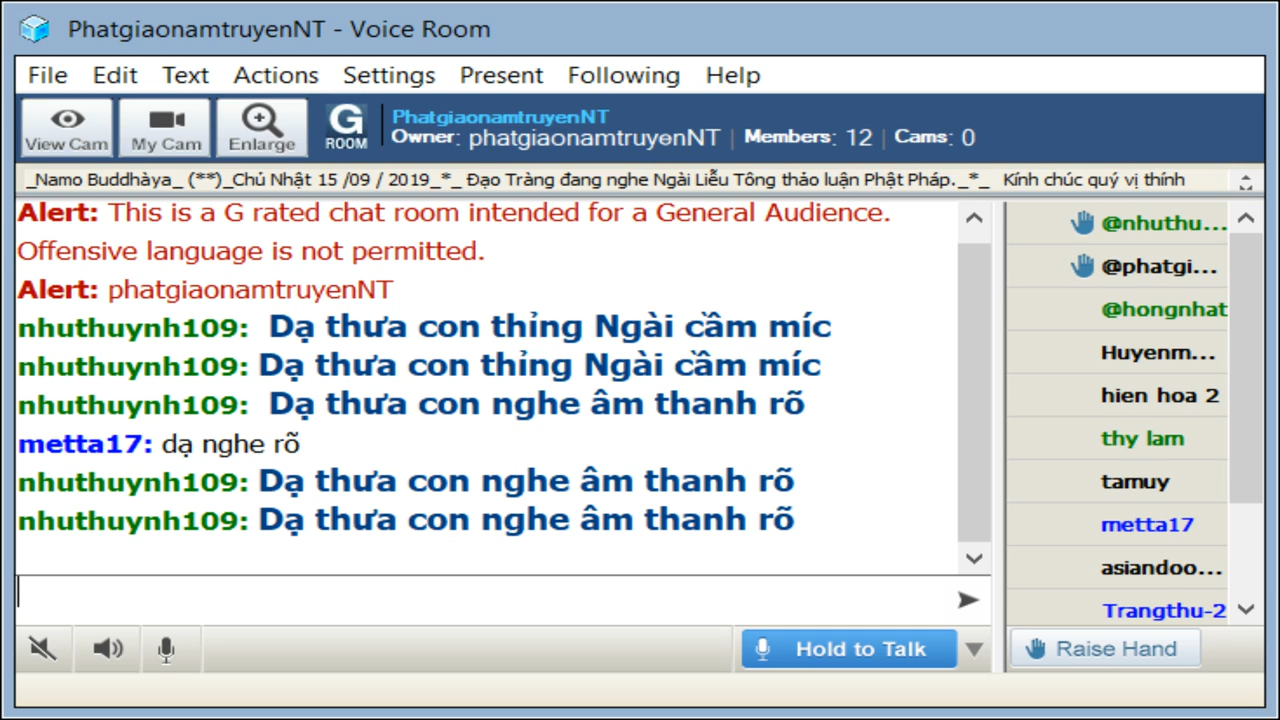 PhatgiaonamtruyenNT - Voice Room
File Edit Text Actions Settings Present Following Help
View Cam My Cam Enlarge G ROOM
PhatgiaonamtruyenNT
Owner: phatgiaonamtruyenNT | Members: 12 | Cams: 0
_Namo Buddhàya_ (**)_Chủ Nhật 15 /09 / 2019_*_ Đạo Tràng đang nghe Ngài Liễu Tông thảo luận Phật Pháp._*_ Kính chúc quý vị thính
Alert: This is a G rated chat room intended for a General Audience.
Offensive language is not permitted.
Alert: phatgiaonamtruyenNT
nhuthuynh109: Dạ thưa con thỉng Ngài cầm míc
nhuthuynh109: Dạ thưa con thỉng Ngài cầm míc
nhuthuynh109: Dạ thưa con nghe âm thanh rõ
metta17: dạ nghe rõ
nhuthuynh109: Dạ thưa con nghe âm thanh rõ
nhuthuynh109: Dạ thưa con nghe âm thanh rõ
@nhuthu...
@phatgi...
@hongnhat
Huyenm...
hien hoa 2
thy lam
tamuy
metta17
asiandoo...
Trangthu-2
Hold to Talk
Raise Hand